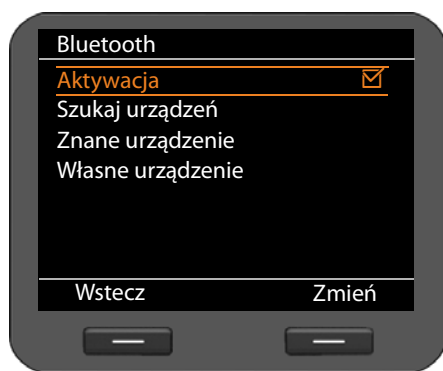 Bluetooth
Aktywacja
Szukaj urządzeń
Znane urządzenie
Własne urządzenie
Wstecz Zmień